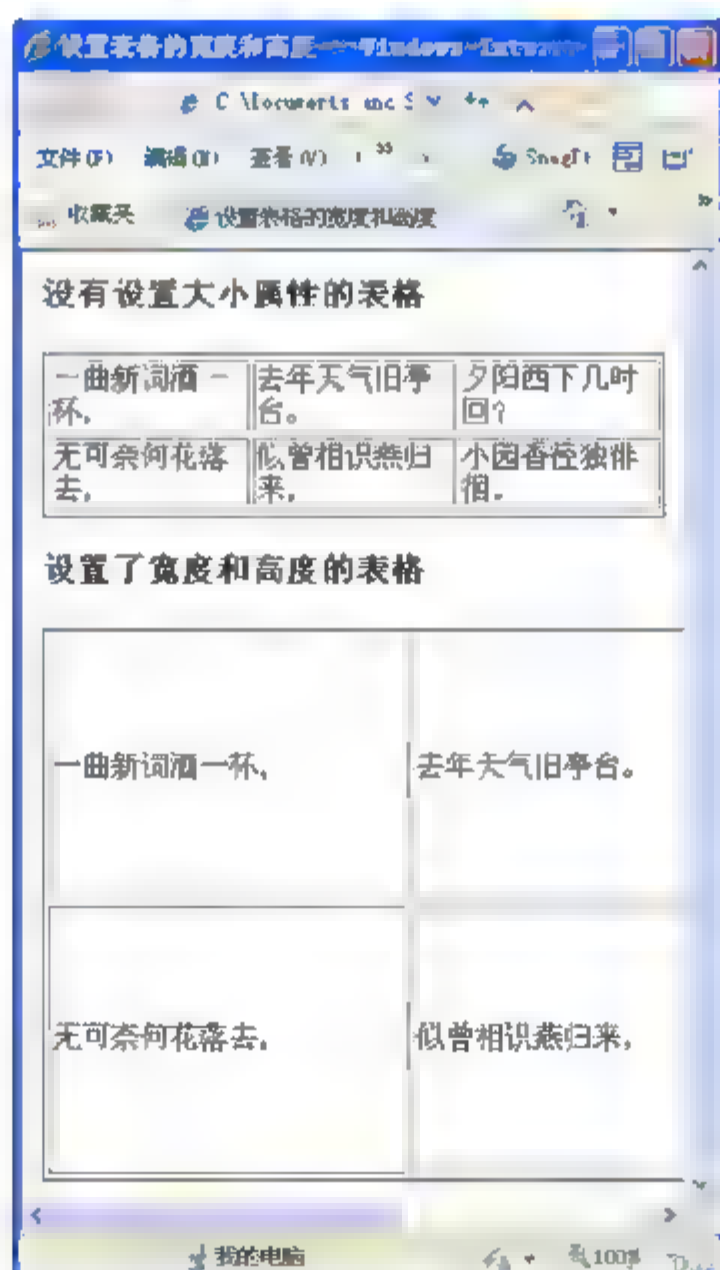 设置表格的宽度和高度 - Windows Intern
C:\Documents and S
文件(F) 编辑(E) 查看(V) » SnagIt
收藏夹 设置表格的宽度和高度 »
没有设置大小属性的表格
一曲新词酒一 去年天气旧亭 夕阳西下几时
杯, 台。 回?
无可奈何花落 似曾相识燕归 小园香径独徘
去, 来, 徊。
设置了宽度和高度的表格
一曲新词酒一杯, 去年天气旧亭台。
无可奈何花落去, 似曾相识燕归来,
我的电脑 100%